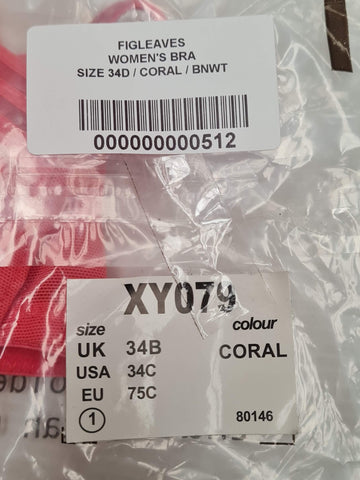 FIGLEAVES
WOMEN'S BRA
SIZE 34D / CORAL / BNWT
000000000512
XY079
size colour
UK 34B CORAL
USA 34C
EU 75C
1 80146